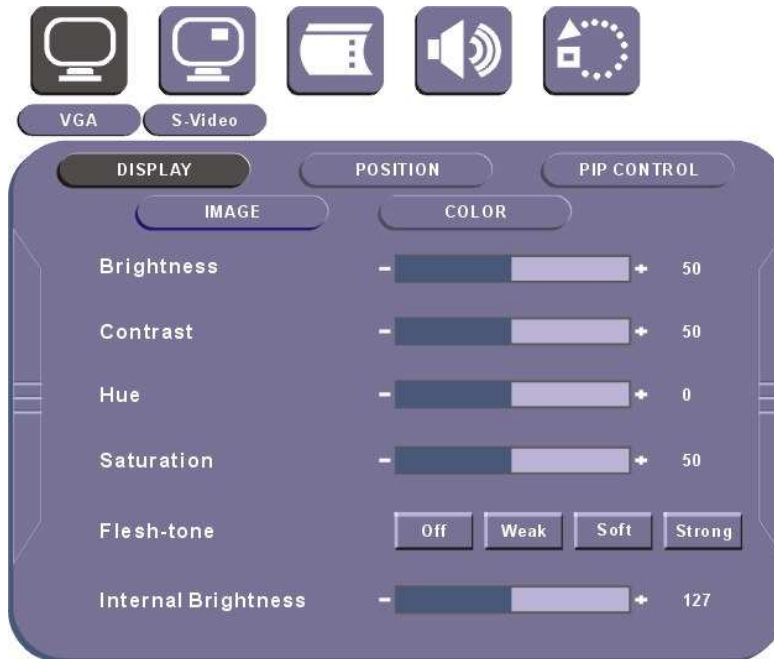 VGA S-Video
DISPLAY POSITION PIP CONTROL
IMAGE COLOR
Brightness - + 50
Contrast - + 50
Hue - + 0
Saturation - + 50
Flesh-tone Off Weak Soft Strong
Internal Brightness - + 127